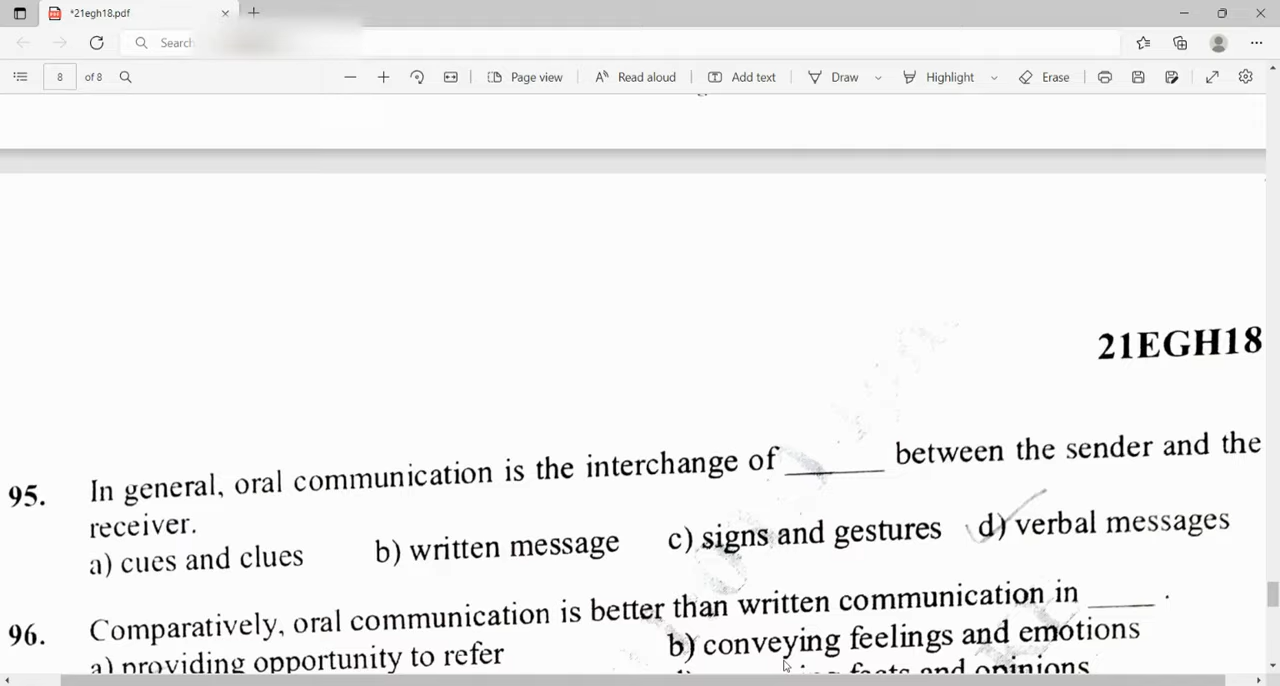 *21egh18.pdf
Search
8 of 8 Page view Read aloud Add text Draw Highlight Erase
21EGH18
95. In general, oral communication is the interchange of ______ between the sender and the
receiver.
a) cues and clues b) written message c) signs and gestures d) verbal messages
96. Comparatively, oral communication is better than written communication in _____ .
a) providing opportunity to refer b) conveying feelings and emotions
facts and opinions